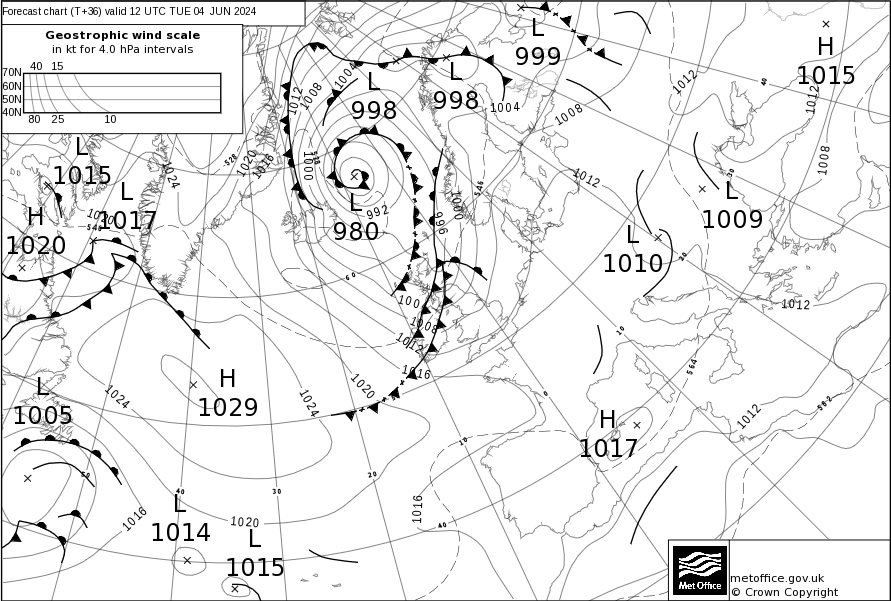 Forecast chart (T+36) valid 12 UTC TUE 04 JUN 2024
Geostrophic wind scale
in kt for 4.0 hPa intervals
40 15
70N
60N
50N
40N
80 25 10
L
999
H
1015
L
998
L
998
1004
1012
1008
1012
1008
1004
1012
40
1012
1008
L
1015
528
1020
1016
1024
1000
528
L
980
992
996
1000
546
L
1017
H
1020
1020
546
30
L
1009
L
1010
20
1012
60
1004
1008
1012
1016
1020
1024
H
1029
1024
L
1005
10
564
0
H
1017
1012
582
50
40
30
20
10
40
1016
1016
1020
L
1014
L
1015
Met Office
metoffice.gov.uk
© Crown Copyright